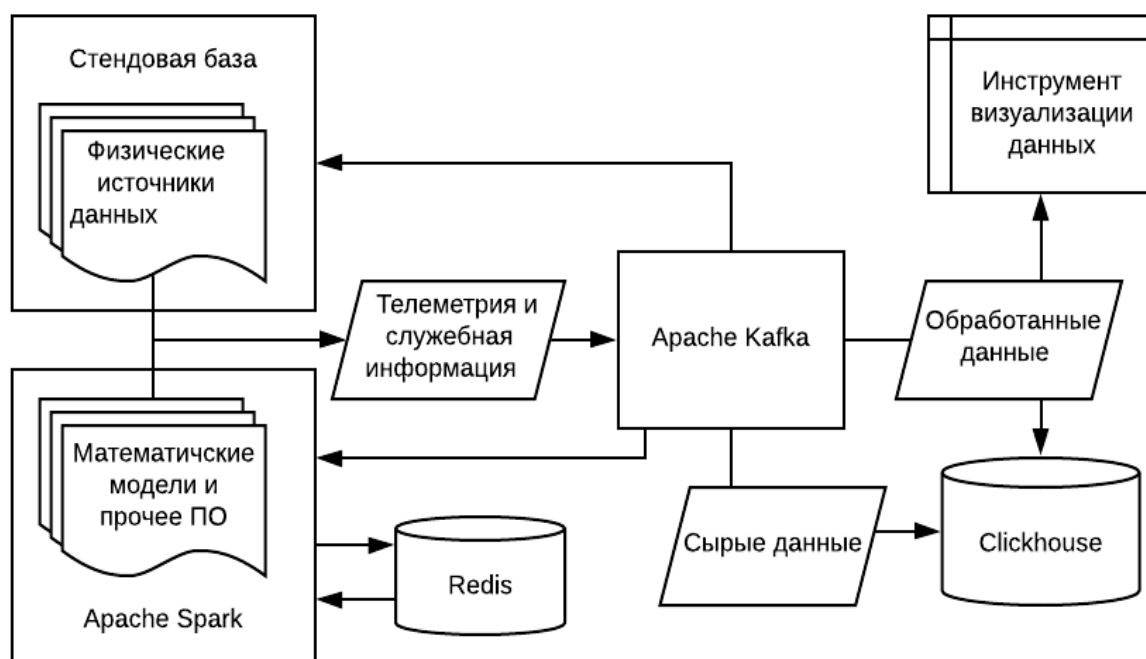 Стендовая база
Физические
источники
данных
Инструмент
визуализации
данных
Телеметрия и
служебная
информация
Apache Kafka
Обработанные
данные
Математичские
модели и
прочее ПО
Apache Spark
Redis
Сырые данные
Clickhouse